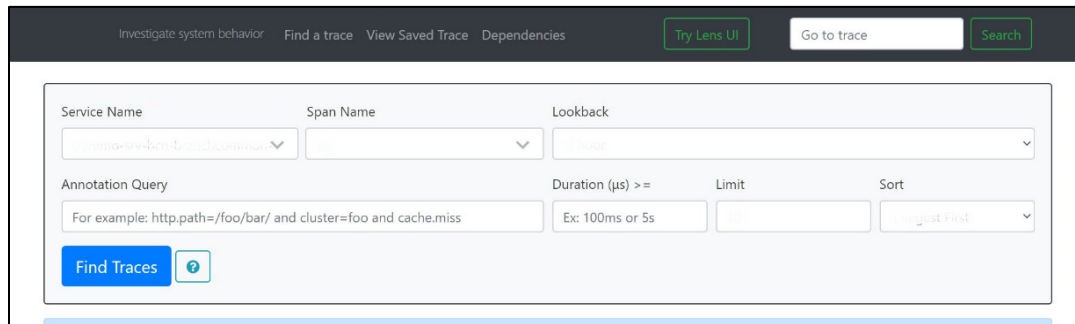 Investigate system behavior Find a trace View Saved Trace Dependencies Try Lens UI Go to trace Search
Service Name Span Name Lookback
Annotation Query Duration (μs) >= Limit Sort
For example: http.path=/foo/bar/ and cluster=foo and cache.miss Ex: 100ms or 5s
Find Traces